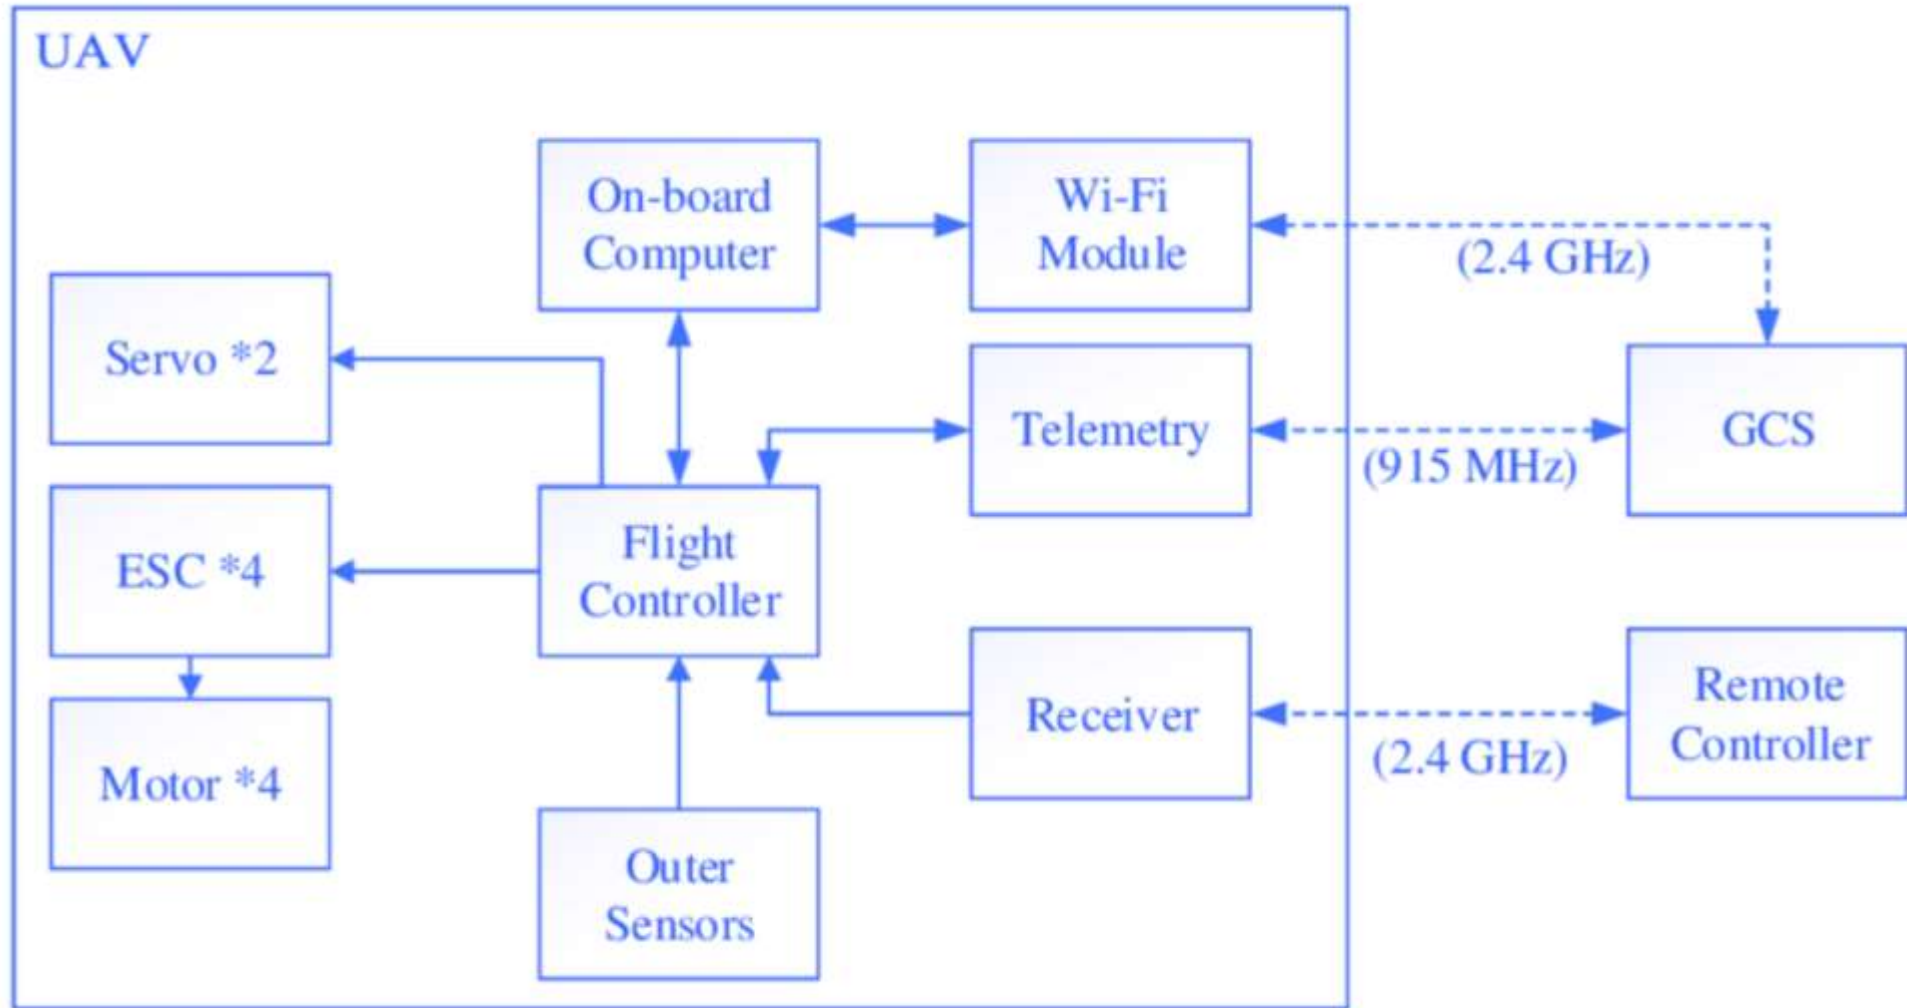 UAV
On-board
Computer
Wi-Fi
Module
(2.4 GHz)
Servo *2
Telemetry
(915 MHz)
GCS
ESC *4
Flight
Controller
Motor *4
Receiver
(2.4 GHz)
Remote
Controller
Outer
Sensors